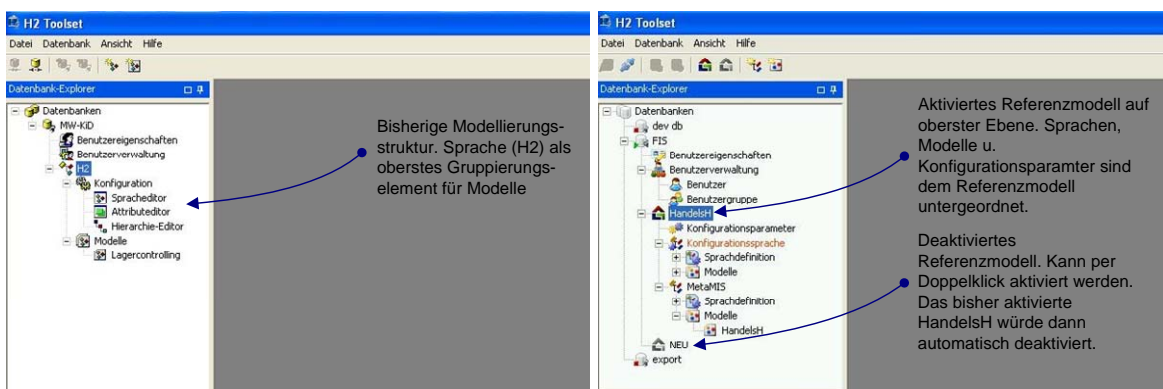 H2 Toolset
Datei Datenbank Ansicht Hilfe
Datenbank-Explorer
Datenbanken
MW-KiD
Benutzereigenschaften
Benutzerverwaltung
H2
Konfiguration
Spracheditor
Attributeditor
Hierarchie-Editor
Modelle
Lagercontrolling
Bisherige Modellierungs-
struktur. Sprache (H2) als
oberstes Gruppierungs-
element für Modelle
H2 Toolset
Datei Datenbank Ansicht Hilfe
Datenbank-Explorer
Datenbanken
dev db
FIS
Benutzereigenschaften
Benutzerverwaltung
Benutzer
Benutzergruppe
HandelsH
Konfigurationsparameter
Konfigurationssprache
Sprachdefinition
Modelle
MetaMIS
Sprachdefinition
Modelle
HandelsH
NEU
export
Aktiviertes Referenzmodell auf
oberster Ebene. Sprachen,
Modelle u.
Konfigurationsparamter sind
dem Referenzmodell
untergeordnet.
Deaktiviertes
Referenzmodell. Kann per
Doppelklick aktiviert werden.
Das bisher aktivierte
HandelsH würde dann
automatisch deaktiviert.